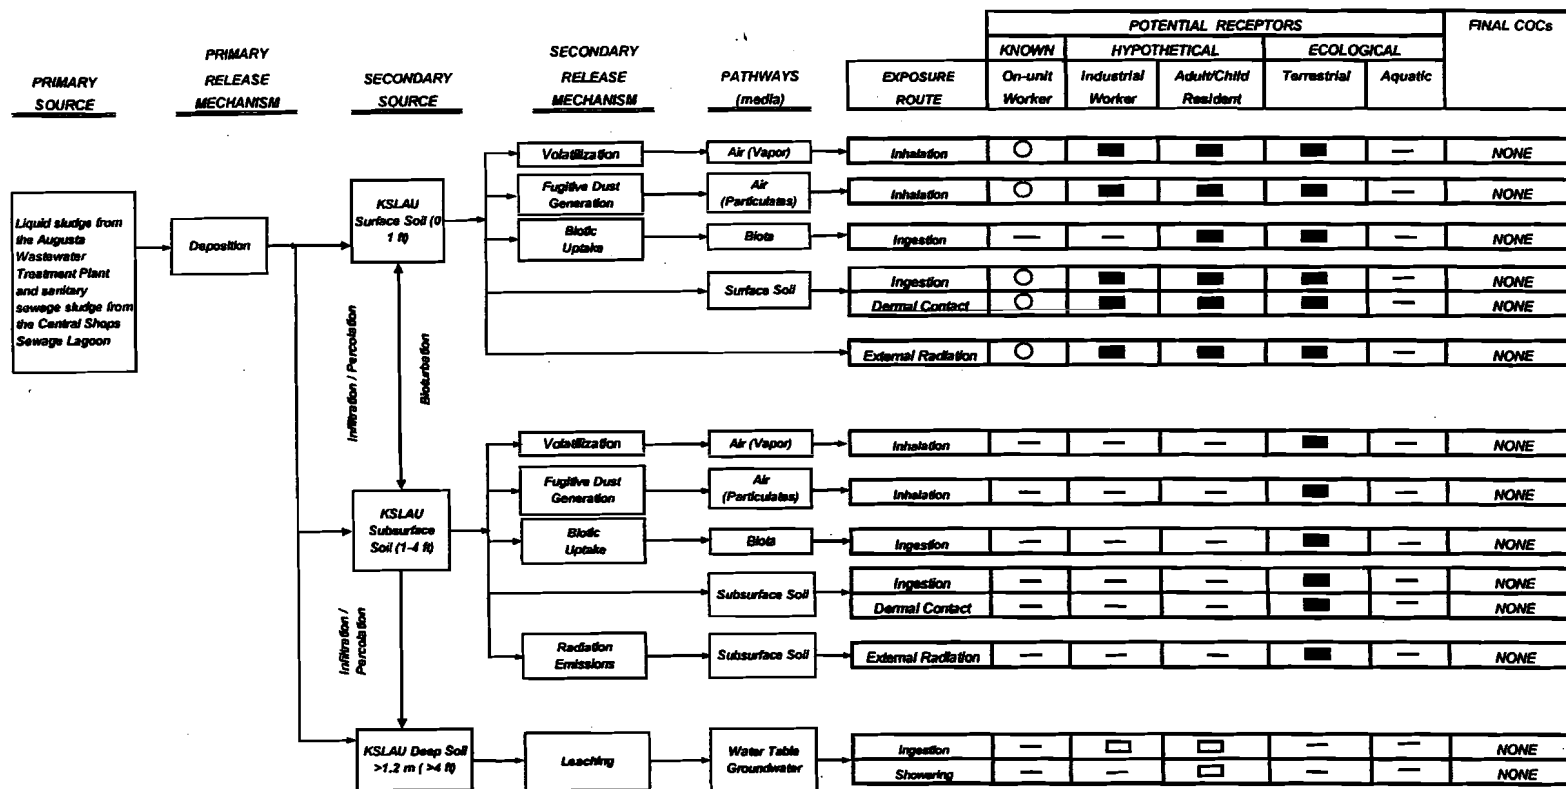 POTENTIAL RECEPTORS
FINAL COCs
KNOWN
HYPOTHETICAL
ECOLOGICAL
PRIMARY
SOURCE
PRIMARY
RELEASE
MECHANISM
SECONDARY
SOURCE
SECONDARY
RELEASE
MECHANISM
PATHWAYS
(media)
EXPOSURE
ROUTE
On-unit
Worker
Industrial
Worker
Adult/Child
Resident
Terrestrial
Aquatic
Liquid sludge from
the Augusta
Wastewater
Treatment Plant
and sanitary
sewage sludge from
the Central Shops
Sewage Lagoon
Deposition
KSLAU
Surface Soil (0
1 ft)
Volatilization
Air (Vapor)
Inhalation
NONE
Fugitive Dust
Generation
Air
(Particulates)
Inhalation
NONE
Biotic
Uptake
Biota
Ingestion
NONE
Surface Soil
Ingestion
NONE
Dermal Contact
NONE
External Radiation
NONE
Infiltration / Percolation
Bioturbation
KSLAU
Subsurface
Soil (1-4 ft)
Volatilization
Air (Vapor)
Inhalation
NONE
Fugitive Dust
Generation
Air
(Particulates)
Inhalation
NONE
Biotic
Uptake
Biota
Ingestion
NONE
Subsurface Soil
Ingestion
NONE
Dermal Contact
NONE
Radiation
Emissions
Subsurface Soil
External Radiation
NONE
Infiltration /
Percolation
KSLAU Deep Soil
>1.2 m ( >4 ft)
Leaching
Water Table
Groundwater
Ingestion
NONE
Showering
NONE